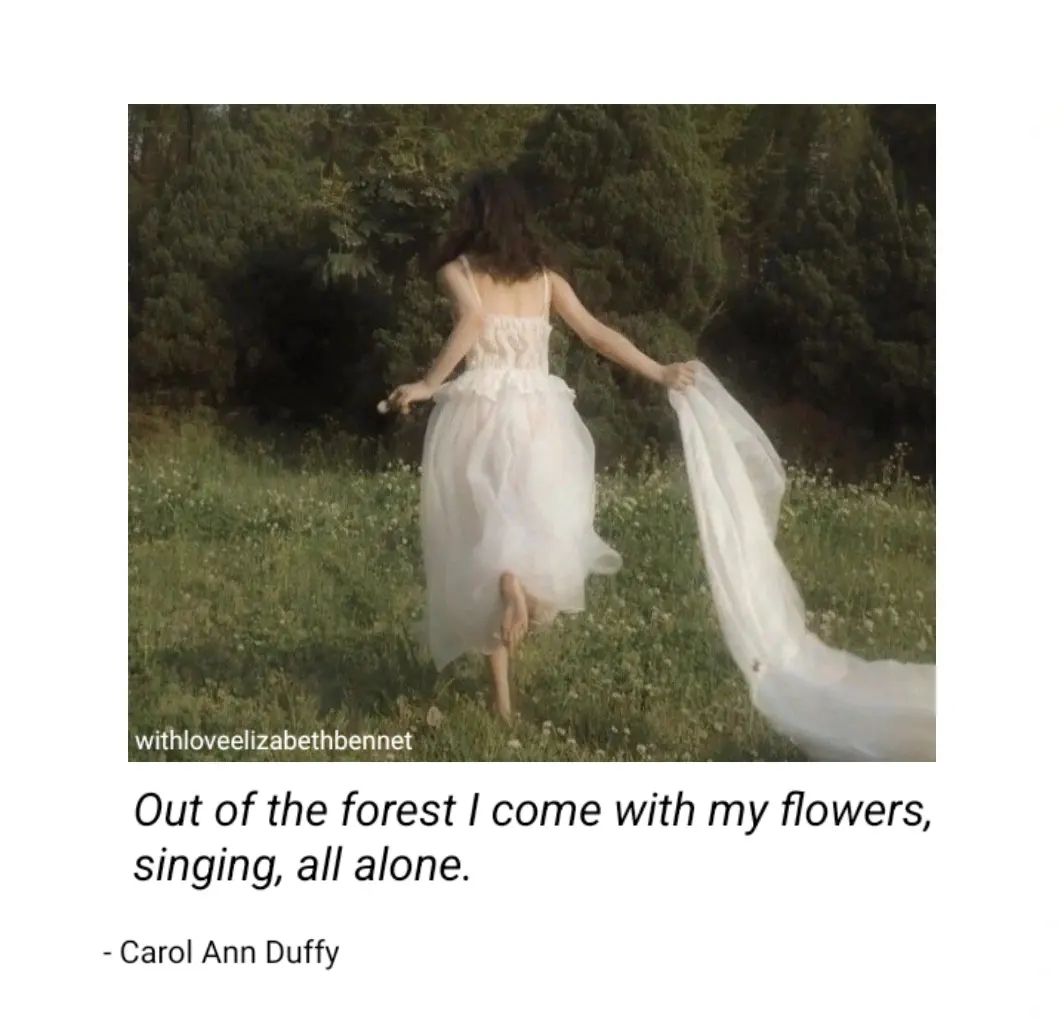 withloveelizabethbennet
Out of the forest I come with my flowers,
singing, all alone.
- Carol Ann Duffy